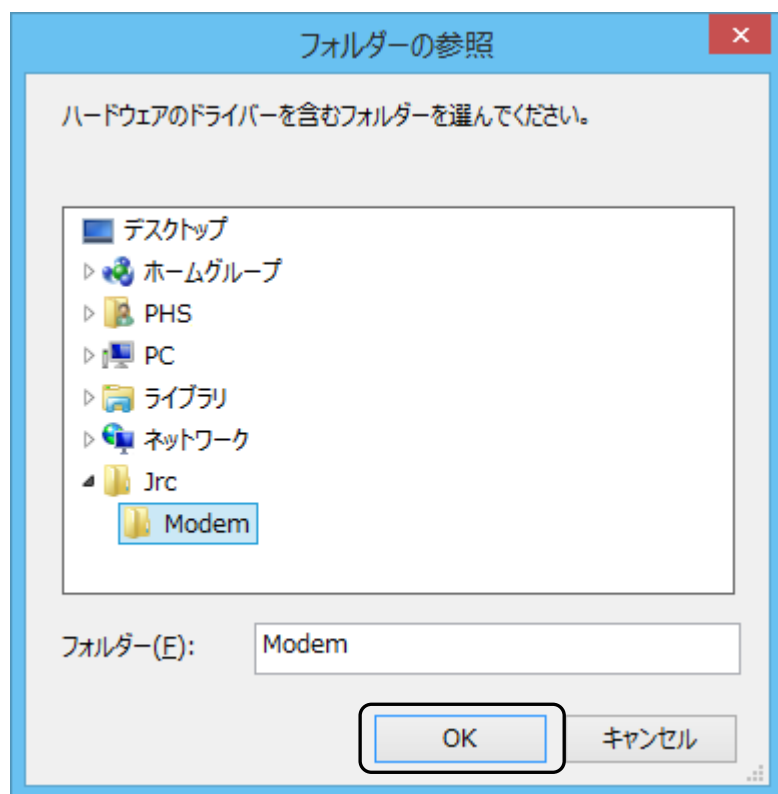 フォルダーの参照
ハードウェアのドライバーを含むフォルダーを選んでください。
デスクトップ
ホームグループ
PHS
PC
ライブラリ
ネットワーク
Jrc
Modem
フォルダー(F): Modem
OK キャンセル